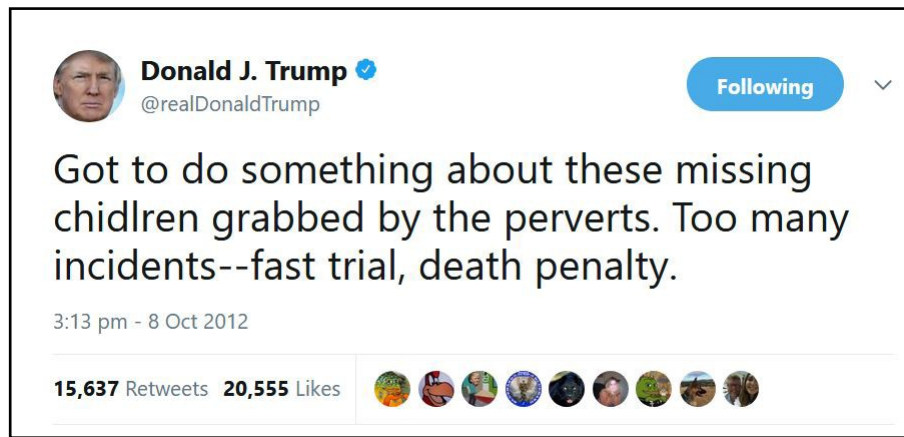 Donald J. Trump
@realDonaldTrump
Following
Got to do something about these missing
chidlren grabbed by the perverts. Too many
incidents--fast trial, death penalty.
3:13 pm - 8 Oct 2012
15,637 Retweets 20,555 Likes